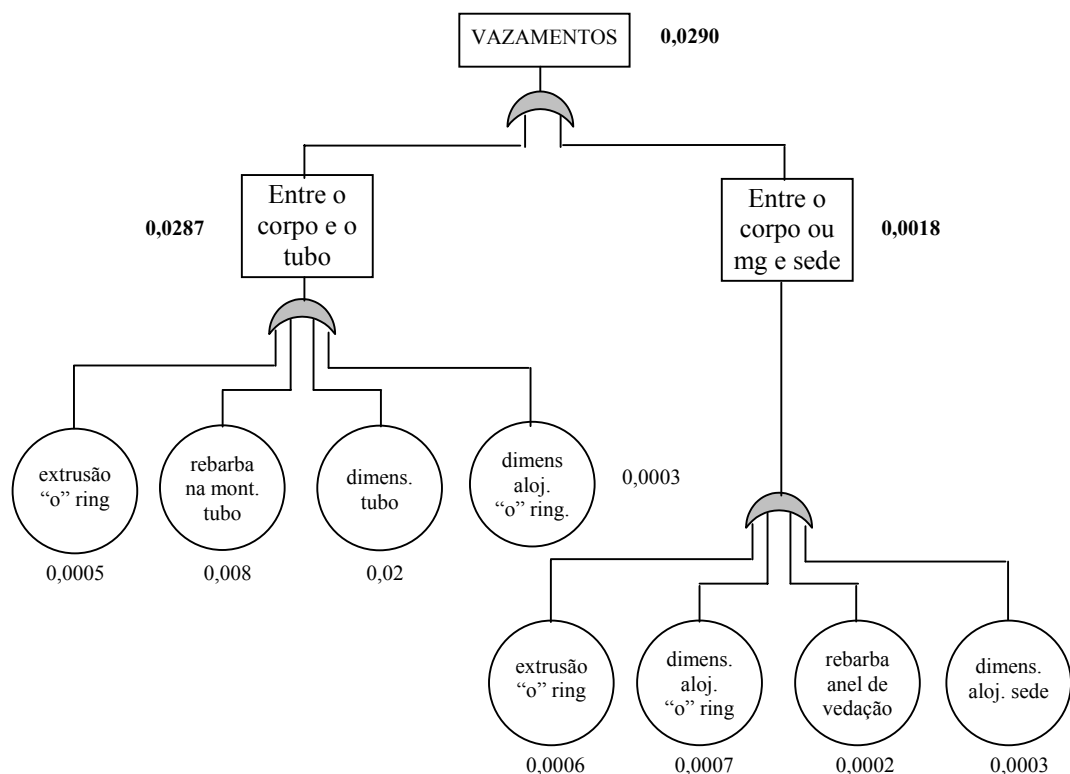 VAZAMENTOS
0,0290
Entre o
corpo e o
tubo
0,0287
Entre o
corpo ou
mg e sede
0,0018
extrusão
“o” ring
0,0005
rebarba
na mont.
tubo
0,008
dimens.
tubo
0,02
dimens
aloj.
“o” ring.
0,0003
extrusão
“o” ring
0,0006
dimens.
aloj.
“o” ring
0,0007
rebarba
anel de
vedação
0,0002
dimens.
aloj. sede
0,0003